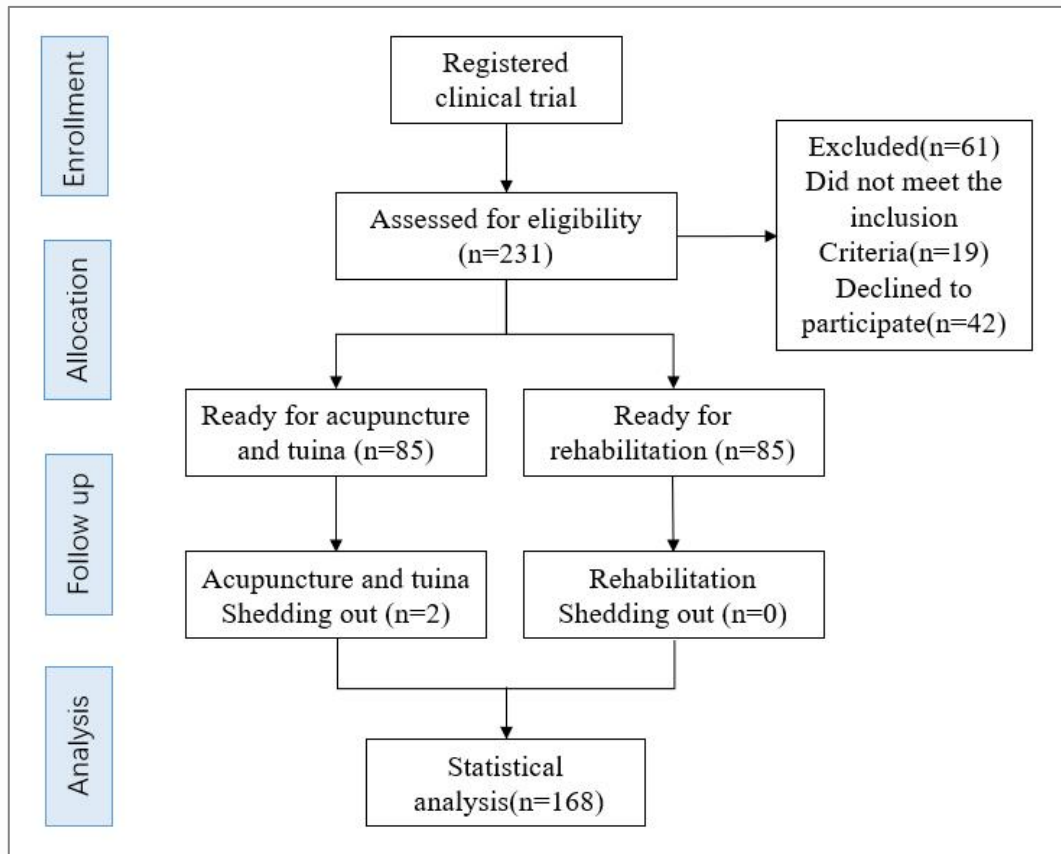 Enrollment
Registered
clinical trial
Assessed for eligibility
(n=231)
Excluded(n=61)
Did not meet the
inclusion
Criteria(n=19)
Declined to
participate(n=42)
Allocation
Ready for acupuncture
and tuina (n=85)
Ready for
rehabilitation (n=85)
Follow up
Acupuncture and tuina
Shedding out (n=2)
Rehabilitation
Shedding out (n=0)
Analysis
Statistical
analysis(n=168)